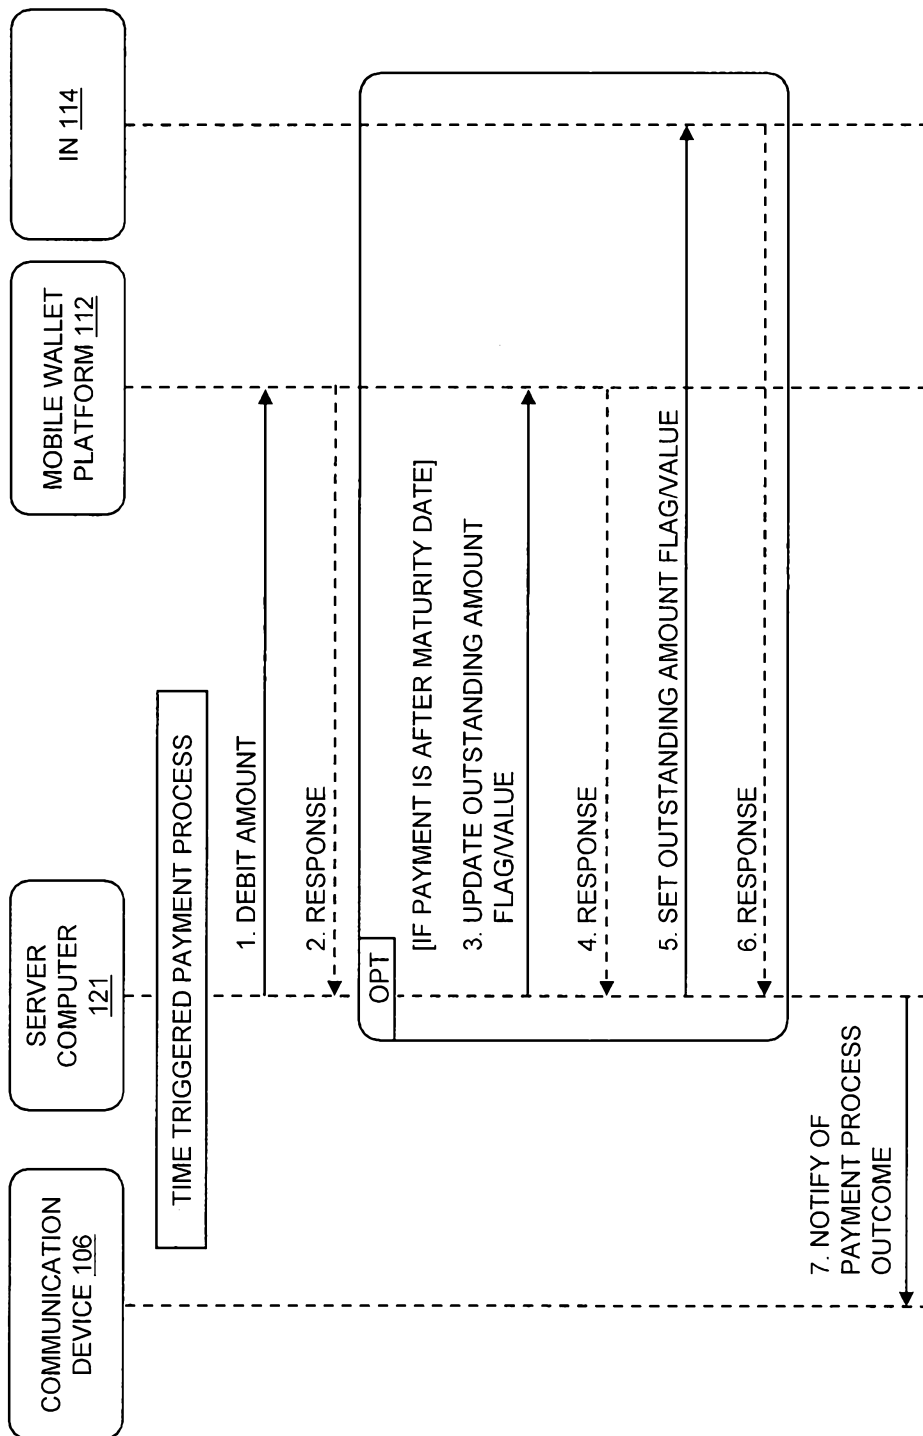 COMMUNICATION
DEVICE 106
SERVER
COMPUTER
121
MOBILE WALLET
PLATFORM 112
IN 114
TIME TRIGGERED PAYMENT PROCESS
1. DEBIT AMOUNT
2. RESPONSE
OPT
[IF PAYMENT IS AFTER MATURITY DATE]
3. UPDATE OUTSTANDING AMOUNT
FLAG/VALUE
4. RESPONSE
5. SET OUTSTANDING AMOUNT FLAG/VALUE
6. RESPONSE
7. NOTIFY OF
PAYMENT PROCESS
OUTCOME